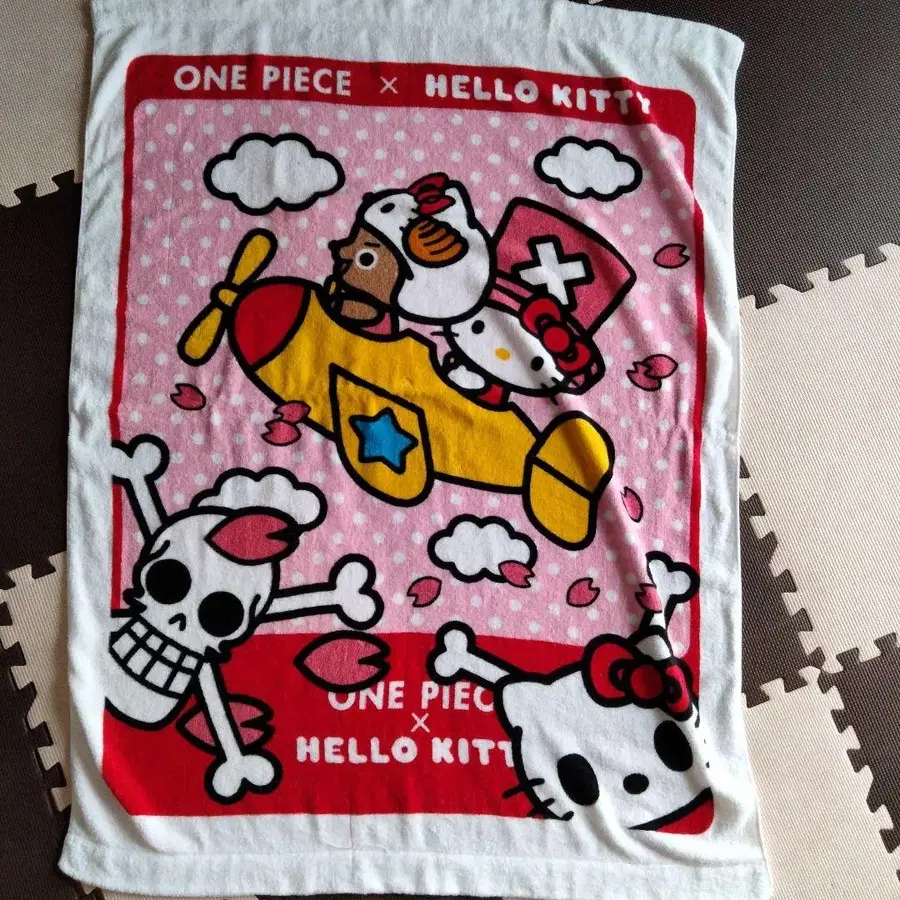 ONE PIECE × HELLO KITTY
ONE PIEC
×
HELLO KITT